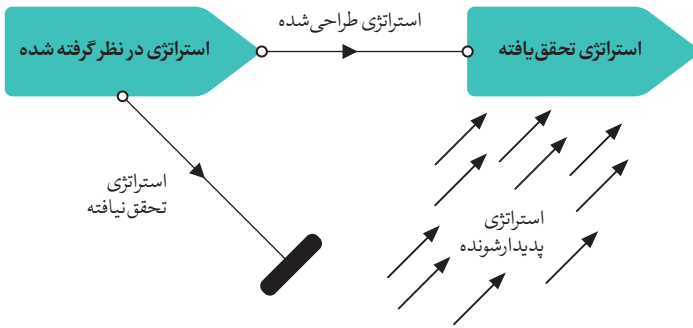 استراتژی طراحی‌شده
استراتژی در نظر گرفته شده
استراتژی تحقق‌یافته
استراتژی
تحقق‌نیافته
استراتژی
پدیدارشونده